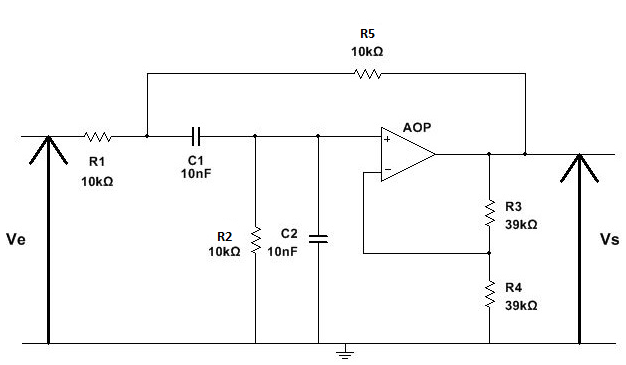 R5
10kΩ
AOP
+
-
R1
10kΩ
C1
10nF
R2
10kΩ
C2
10nF
R3
39kΩ
R4
39kΩ
Ve
Vs